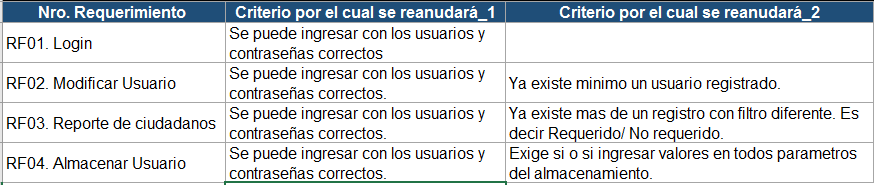 Nro. Requerimiento
Criterio por el cual se reanudará_1
Criterio por el cual se reanudará_2
RF01. Login
Se puede ingresar con los usuarios y
contraseñas correctos
RF02. Modificar Usuario
Se puede ingresar con los usuarios y
contraseñas correctos.
Ya existe minimo un usuario registrado.
RF03. Reporte de ciudadanos
Se puede ingresar con los usuarios y
contraseñas correctos.
Ya existe mas de un registro con filtro diferente. Es
decir Requerido/ No requerido.
RF04. Almacenar Usuario
Se puede ingresar con los usuarios y
contraseñas correctos.
Exige si o si ingresar valores en todos parametros
del almacenamiento.